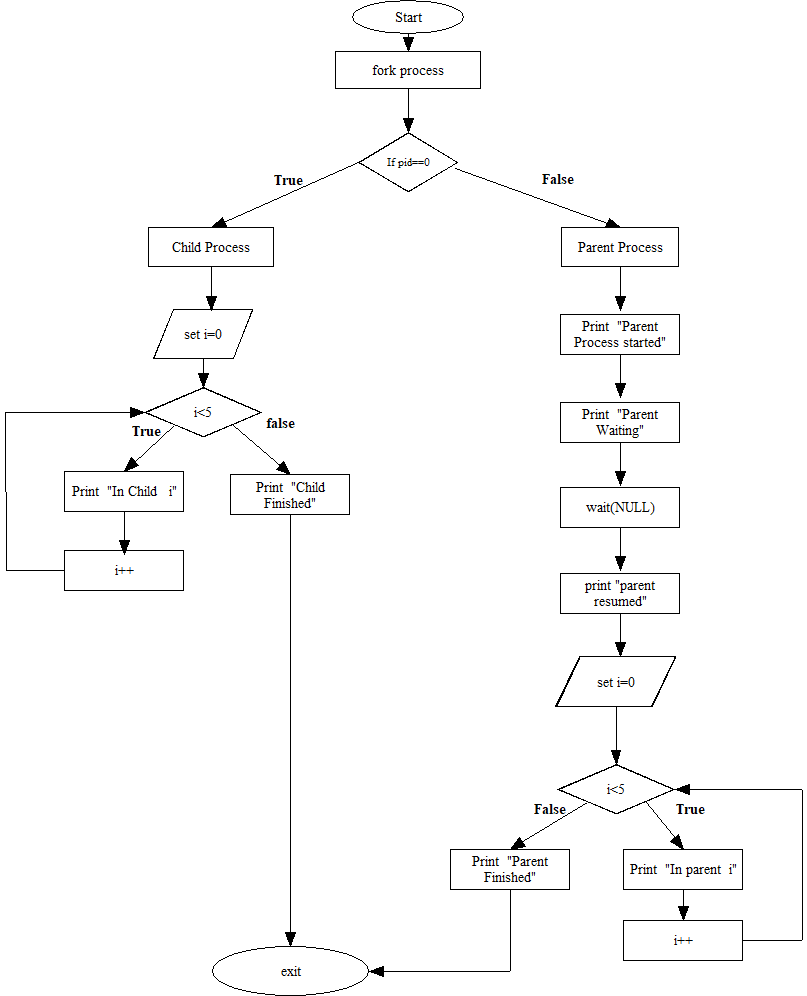 Start
fork process
If pid==0
True
False
Child Process
Parent Process
set i=0
Print "Parent
Process started"
i<5
True
false
Print "Parent
Waiting"
Print "In Child i"
Print "Child
Finished"
wait(NULL)
i++
print "parent
resumed"
set i=0
i<5
False
True
Print "Parent
Finished"
Print "In parent i"
i++
exit